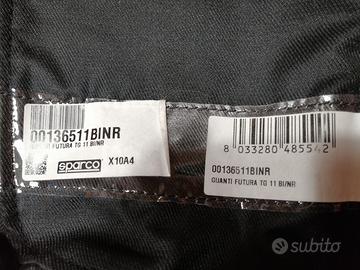 00136511BINR
GUANTI FUTURA TG 11 BI/NR
sparco
X10A4
8 033280 485542
00136511BINR
GUANTI FUTURA TG 11 BI/NR
subito